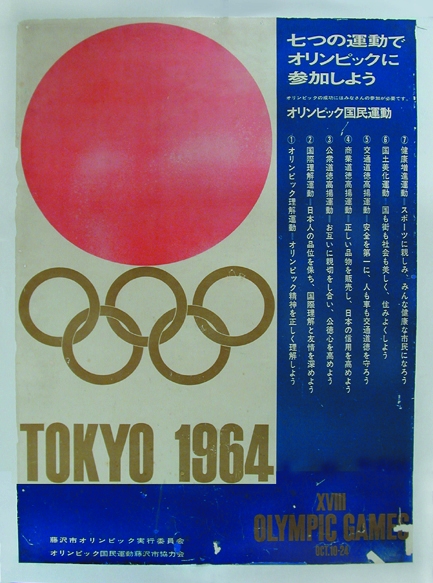 七つの運動で
オリンピックに
参加しよう
オリンピックの成功にはみなさんの参加が必要です。
オリンピック国民運動
①オリンピック理解運動―オリンピック精神を正しく理解しよう
②国際理解運動―日本人の品位を保ち、国際理解と友情を深めよう
③公衆道徳高揚運動―お互いに親切をし合い、公徳心を高めよう
④商業道徳高揚運動―正しい品物を販売し、日本の信用を高めよう
⑤交通道徳高揚運動―安全を第一に、人も車も交通道徳を守ろう
⑥国土美化運動―国も街も社会も美しく、住みよくしよう
⑦健康増進運動―スポーツに親しみ、みんな健康な市民になろう
TOKYO 1964
XVIII
OLYMPIC GAMES
OCT.10-24
藤沢市オリンピック実行委員会
オリンピック国民運動藤沢市協力会